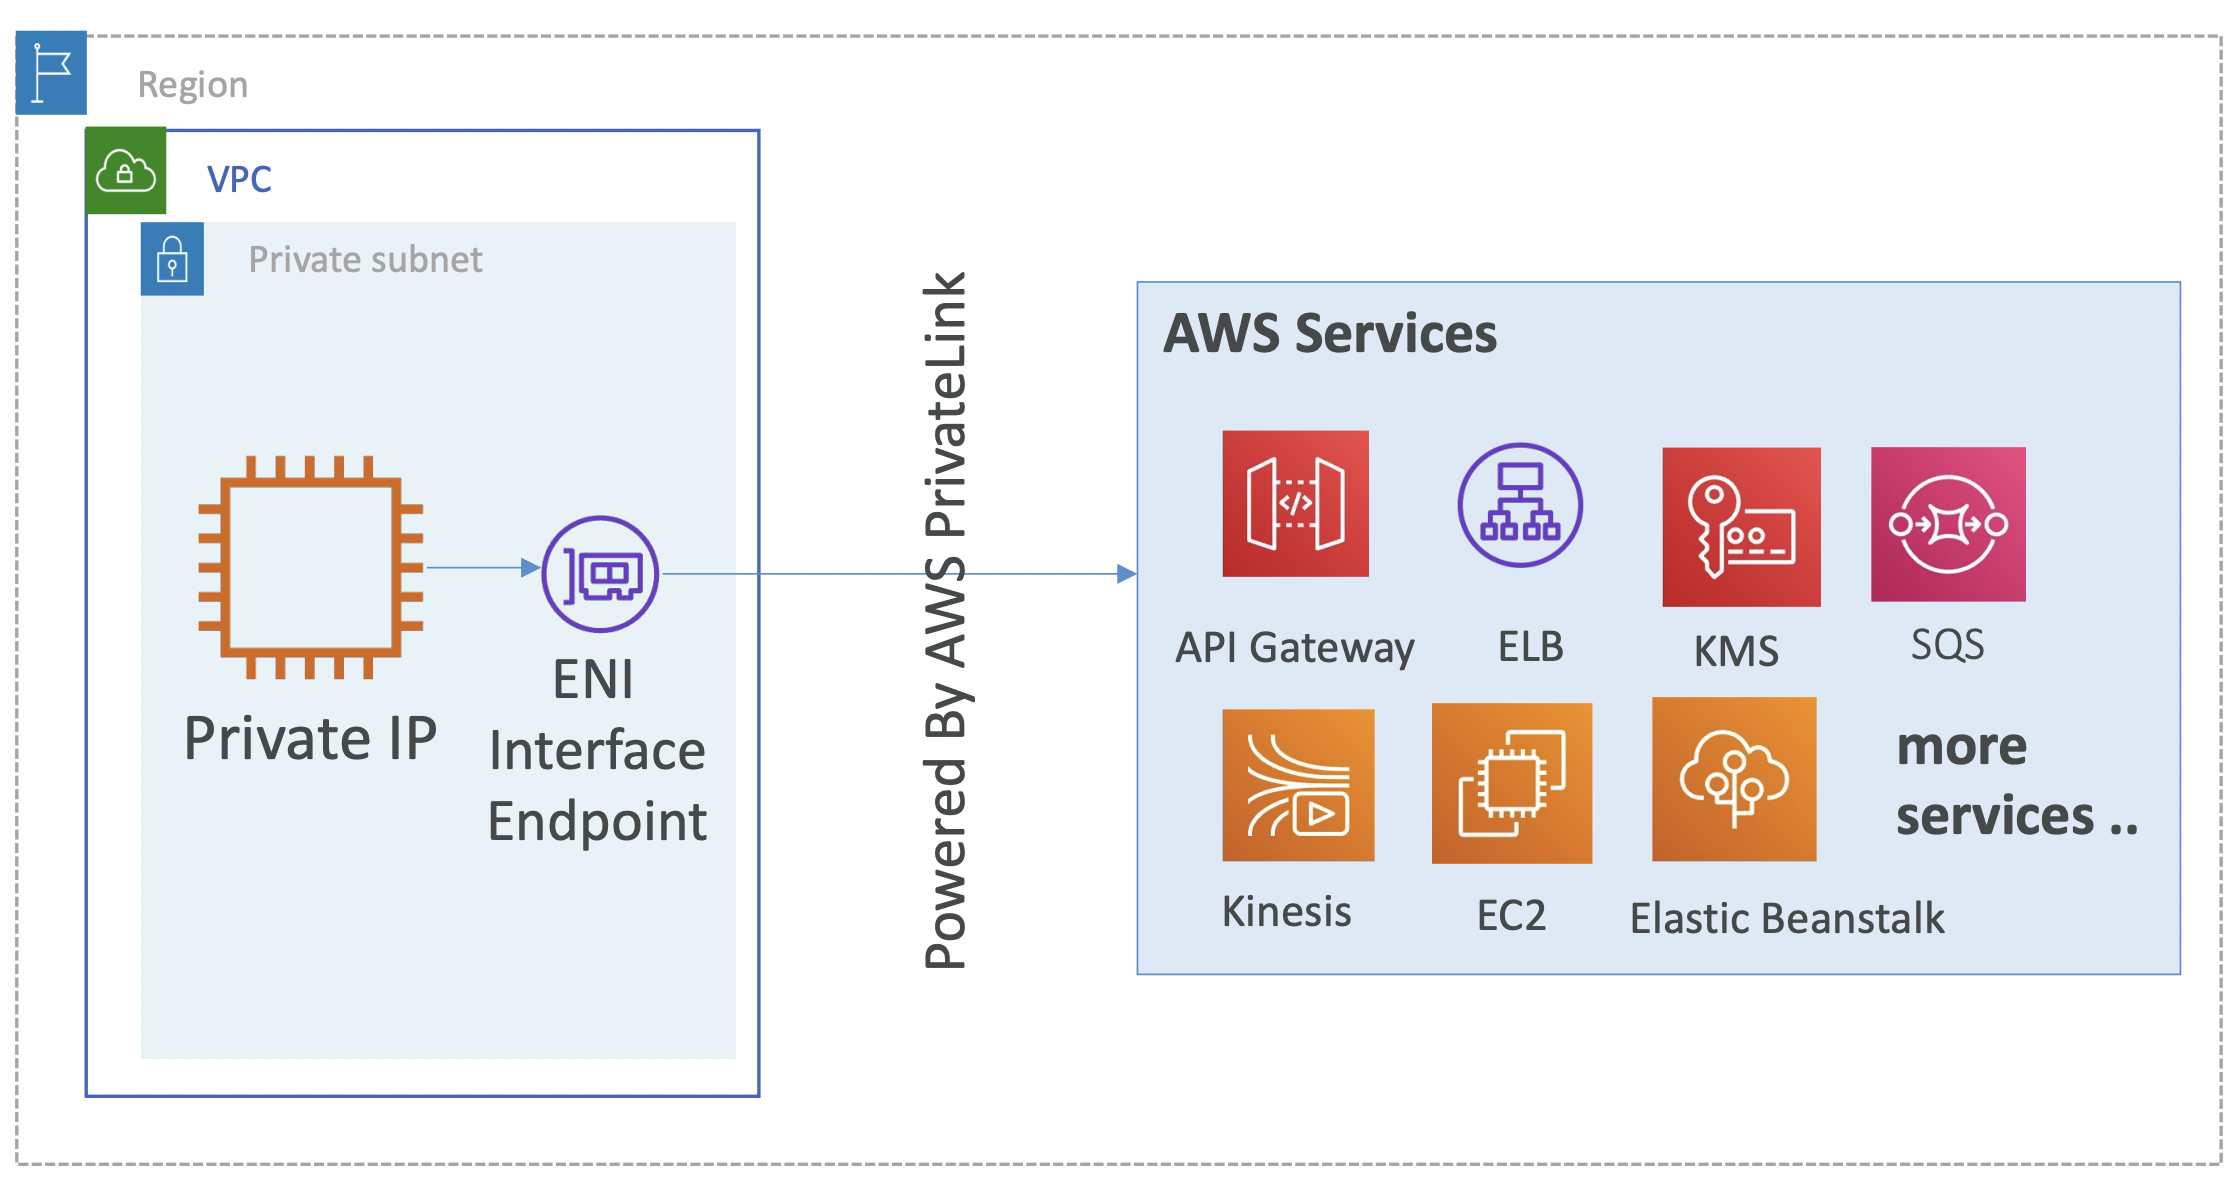 Region
VPC
Private subnet
Private IP
ENI
Interface
Endpoint
Powered By AWS PrivateLink
AWS Services
API Gateway
ELB
KMS
SQS
Kinesis
EC2
Elastic Beanstalk
more
services ..